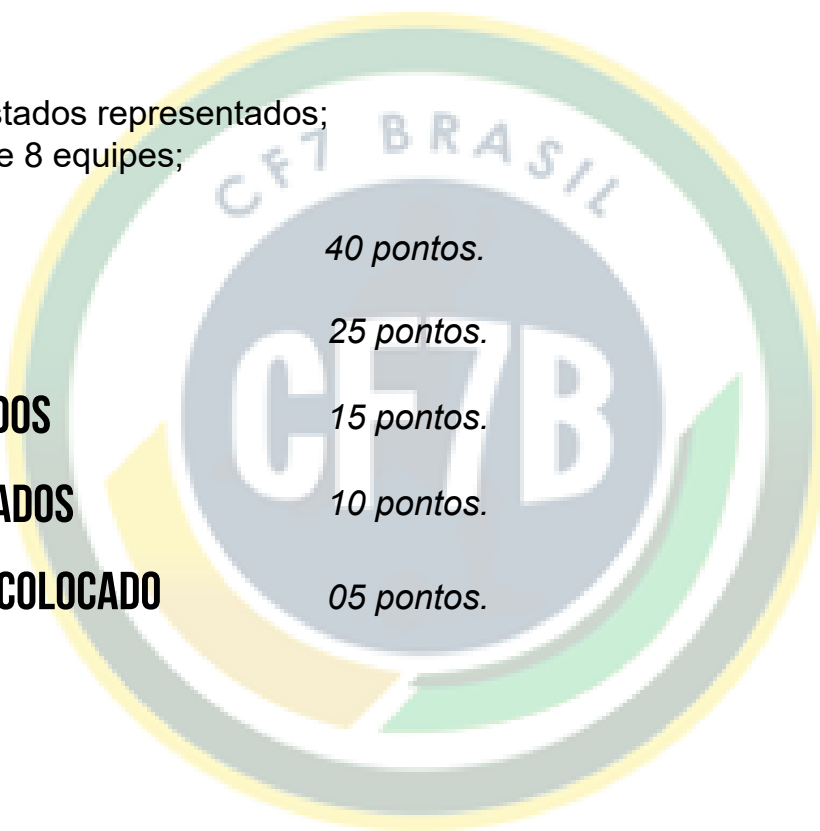 stados representados;
e 8 equipes;
CF7 BRASIL
40 pontos.
25 pontos.
CF7B
DOS 15 pontos.
ADOS 10 pontos.
COLOCADO 05 pontos.